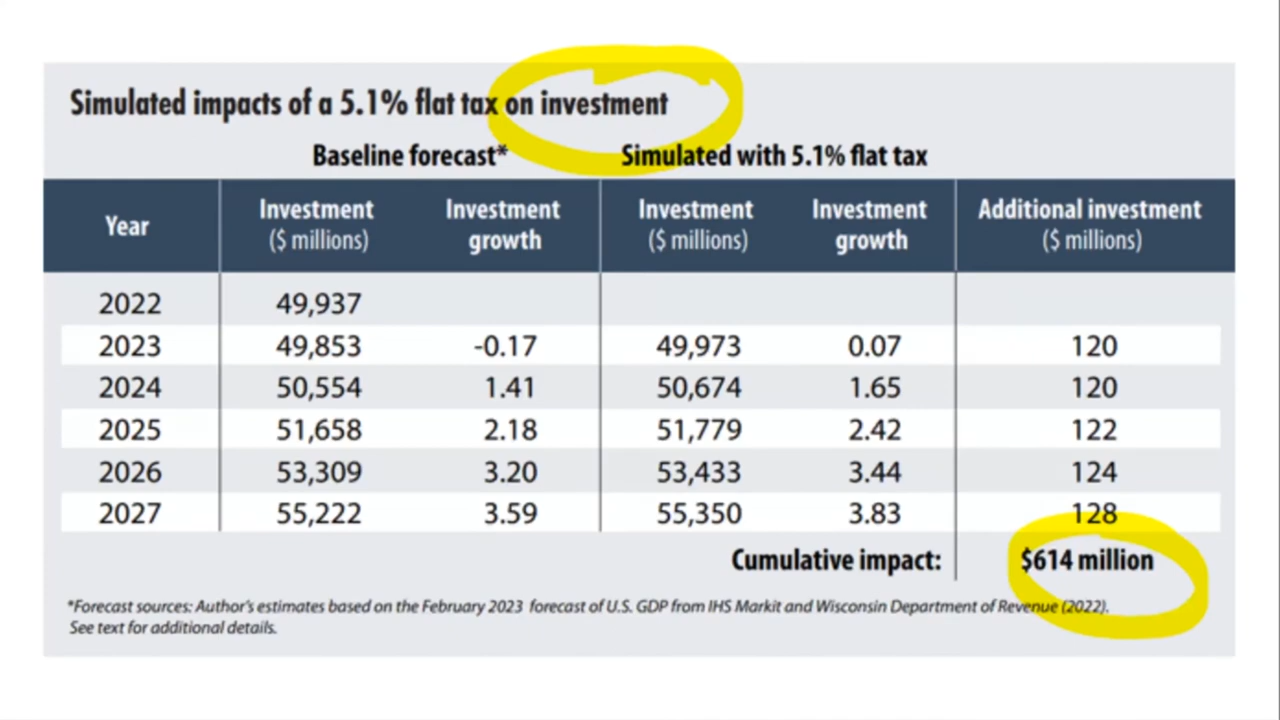 Simulated impacts of a 5.1% flat tax on investment
Baseline forecast* Simulated with 5.1% flat tax
Year Investment ($ millions) Investment growth Investment ($ millions) Investment growth Additional investment ($ millions)
2022 49,937
2023 49,853 -0.17 49,973 0.07 120
2024 50,554 1.41 50,674 1.65 120
2025 51,658 2.18 51,779 2.42 122
2026 53,309 3.20 53,433 3.44 124
2027 55,222 3.59 55,350 3.83 128
Cumulative impact: $614 million
*Forecast sources: Author's estimates based on the February 2023 forecast of U.S. GDP from IHS Markit and Wisconsin Department of Revenue (2022).
See text for additional details.